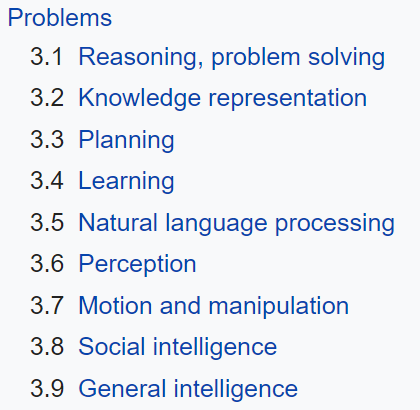 Problems
3.1 Reasoning, problem solving
3.2 Knowledge representation
3.3 Planning
3.4 Learning
3.5 Natural language processing
3.6 Perception
3.7 Motion and manipulation
3.8 Social intelligence
3.9 General intelligence